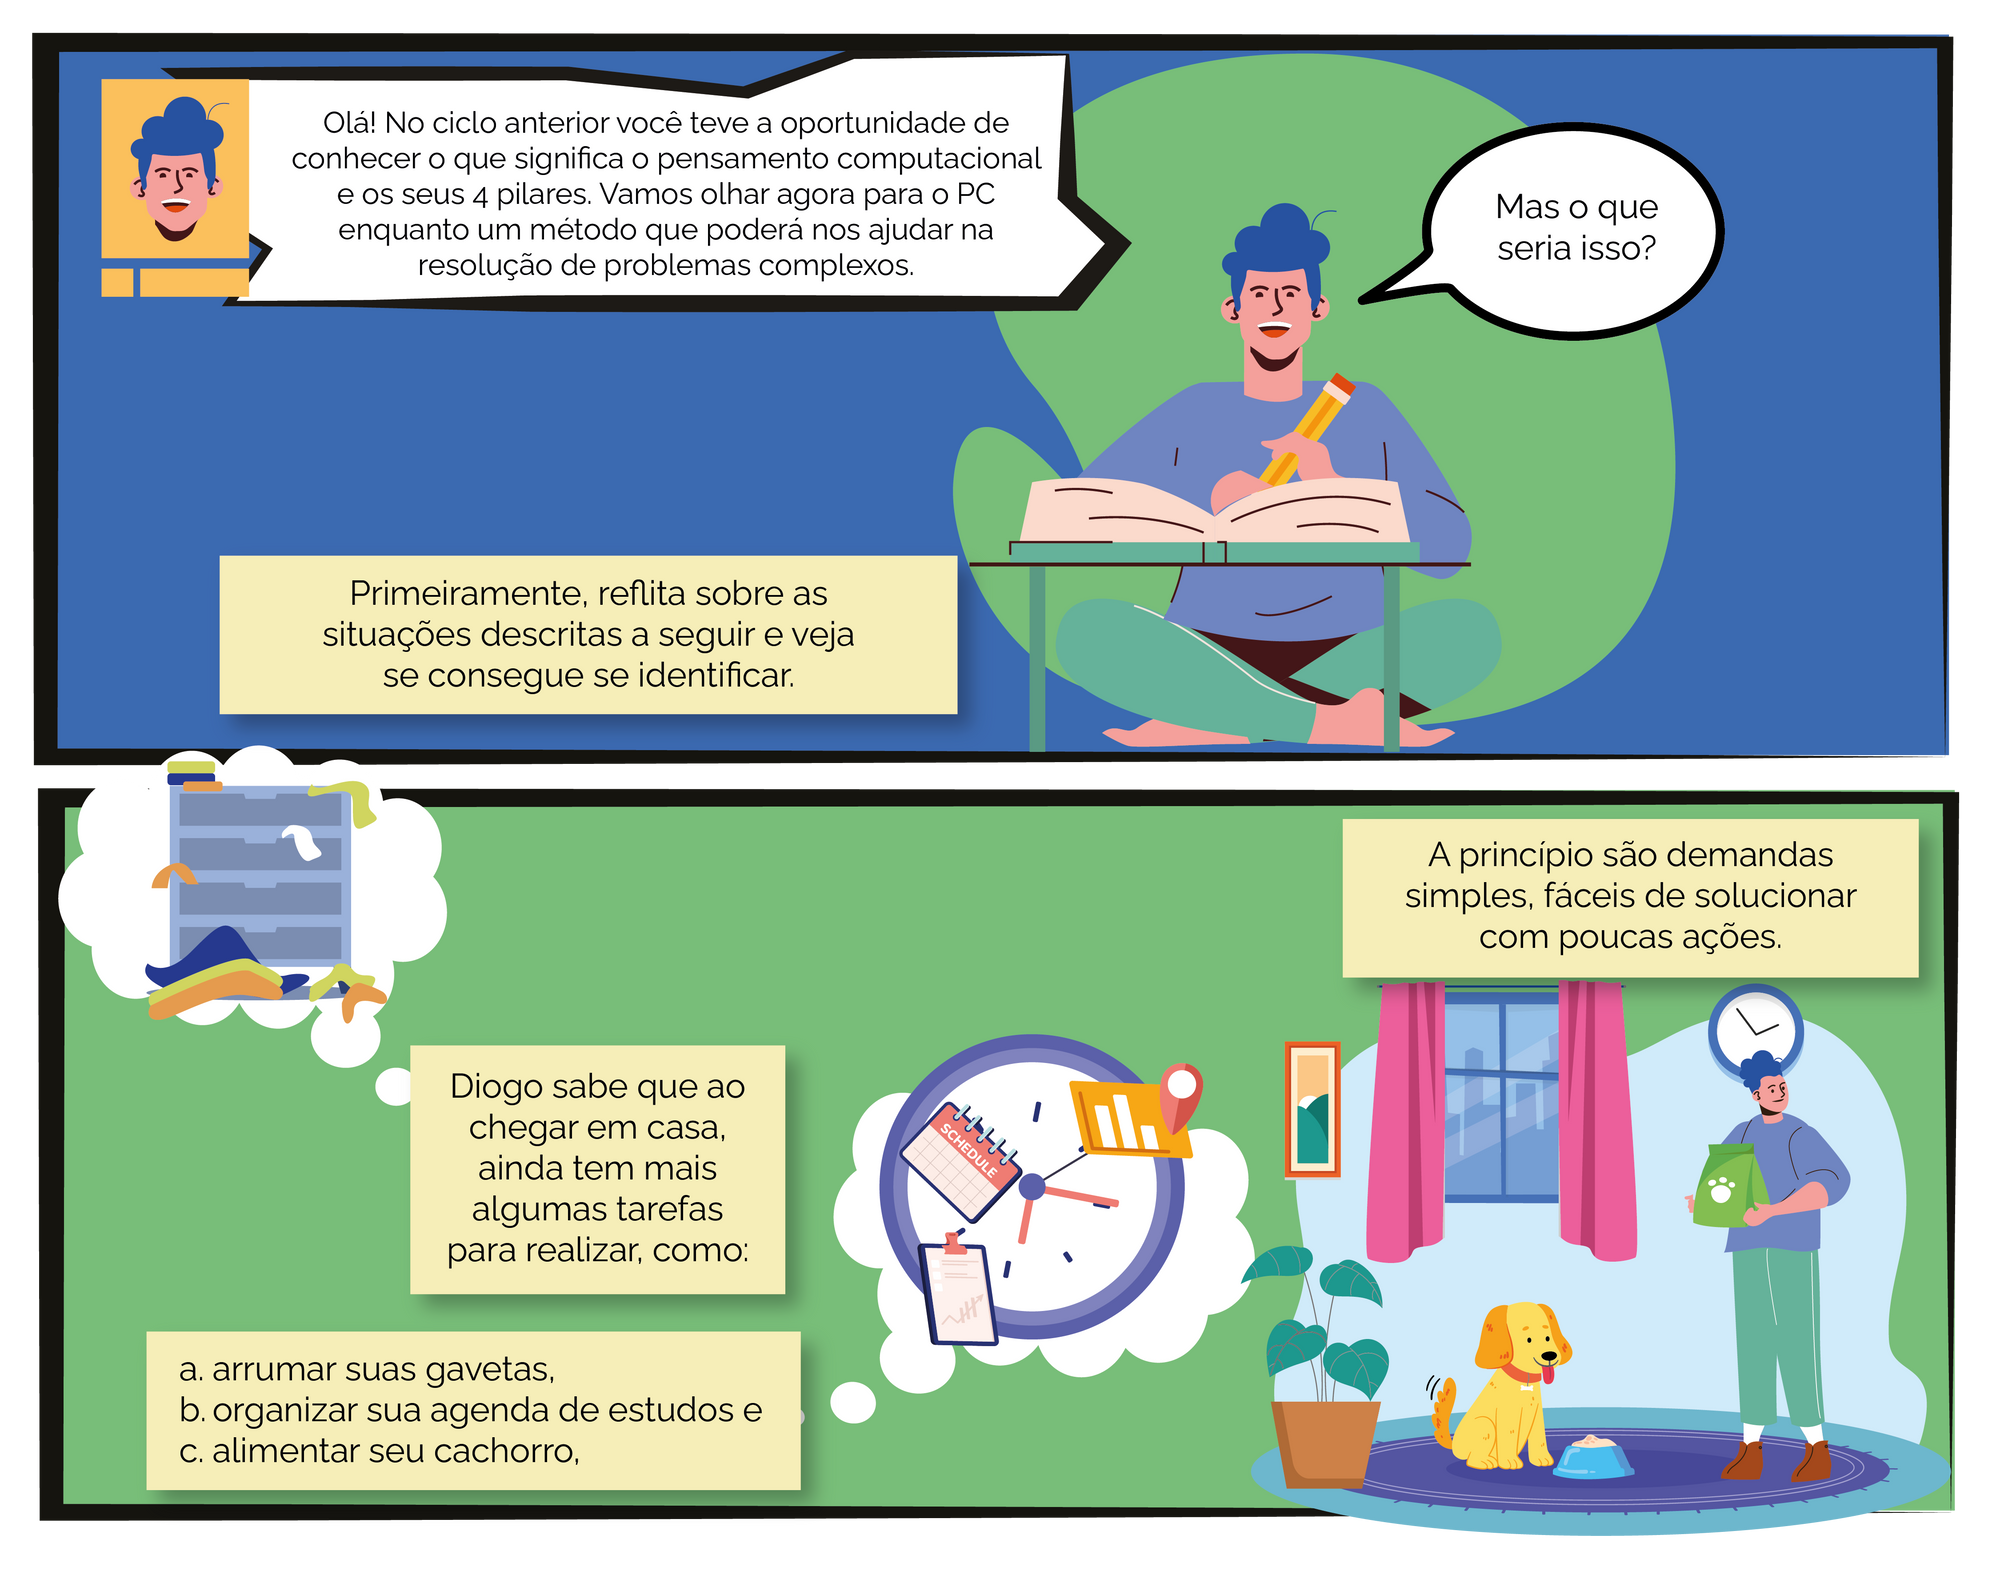 Olá! No ciclo anterior você teve a oportunidade de
conhecer o que significa o pensamento computacional
e os seus 4 pilares. Vamos olhar agora para o PC
enquanto um método que poderá nos ajudar na
resolução de problemas complexos.
Mas o que
seria isso?
Primeiramente, reflita sobre as
situações descritas a seguir e veja
se consegue se identificar.
Diogo sabe que ao
chegar em casa,
ainda tem mais
algumas tarefas
para realizar, como:
a. arrumar suas gavetas,
b. organizar sua agenda de estudos e
c. alimentar seu cachorro,
SCHEDULE
A princípio são demandas
simples, fáceis de solucionar
com poucas ações.